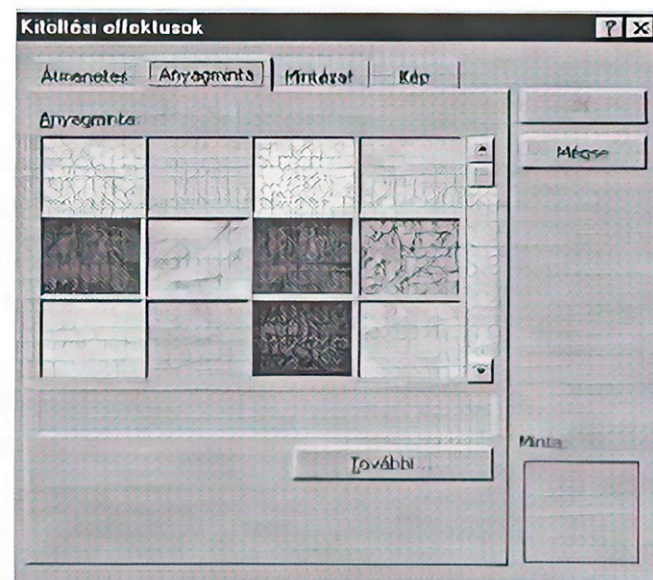 Kitöltési effektusok
Átmenetes Anyagminta Mintázat Kép
Anyagminta:
Mégse
További...
Minta: